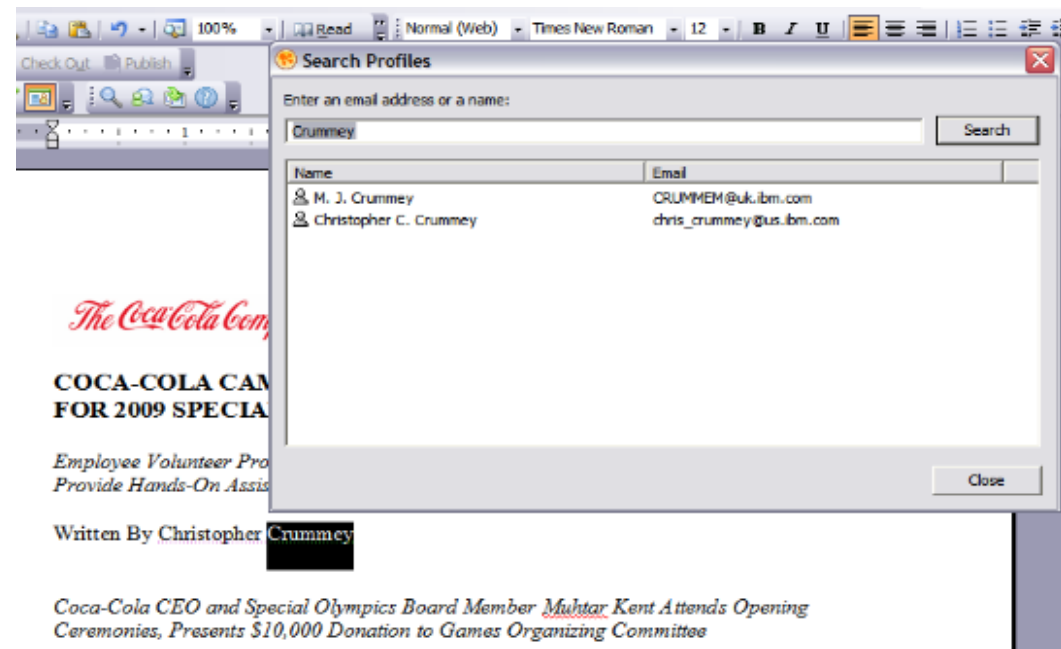 100% Read Normal (Web) Times New Roman 12 B I U
Check Out Publish
Search Profiles
Enter an email address or a name:
Crummey Search
Name Email
M. J. Crummey CRUMMEM@uk.ibm.com
Christopher C. Crummey chris_crummey@us.ibm.com
Close
1
The Coca-Cola Com
COCA-COLA CAM
FOR 2009 SPECIA
Employee Volunteer Pro
Provide Hands-On Assis
Written By Christopher Crummey
Coca-Cola CEO and Special Olympics Board Member Muhtar Kent Attends Opening
Ceremonies, Presents $10,000 Donation to Games Organizing Committee